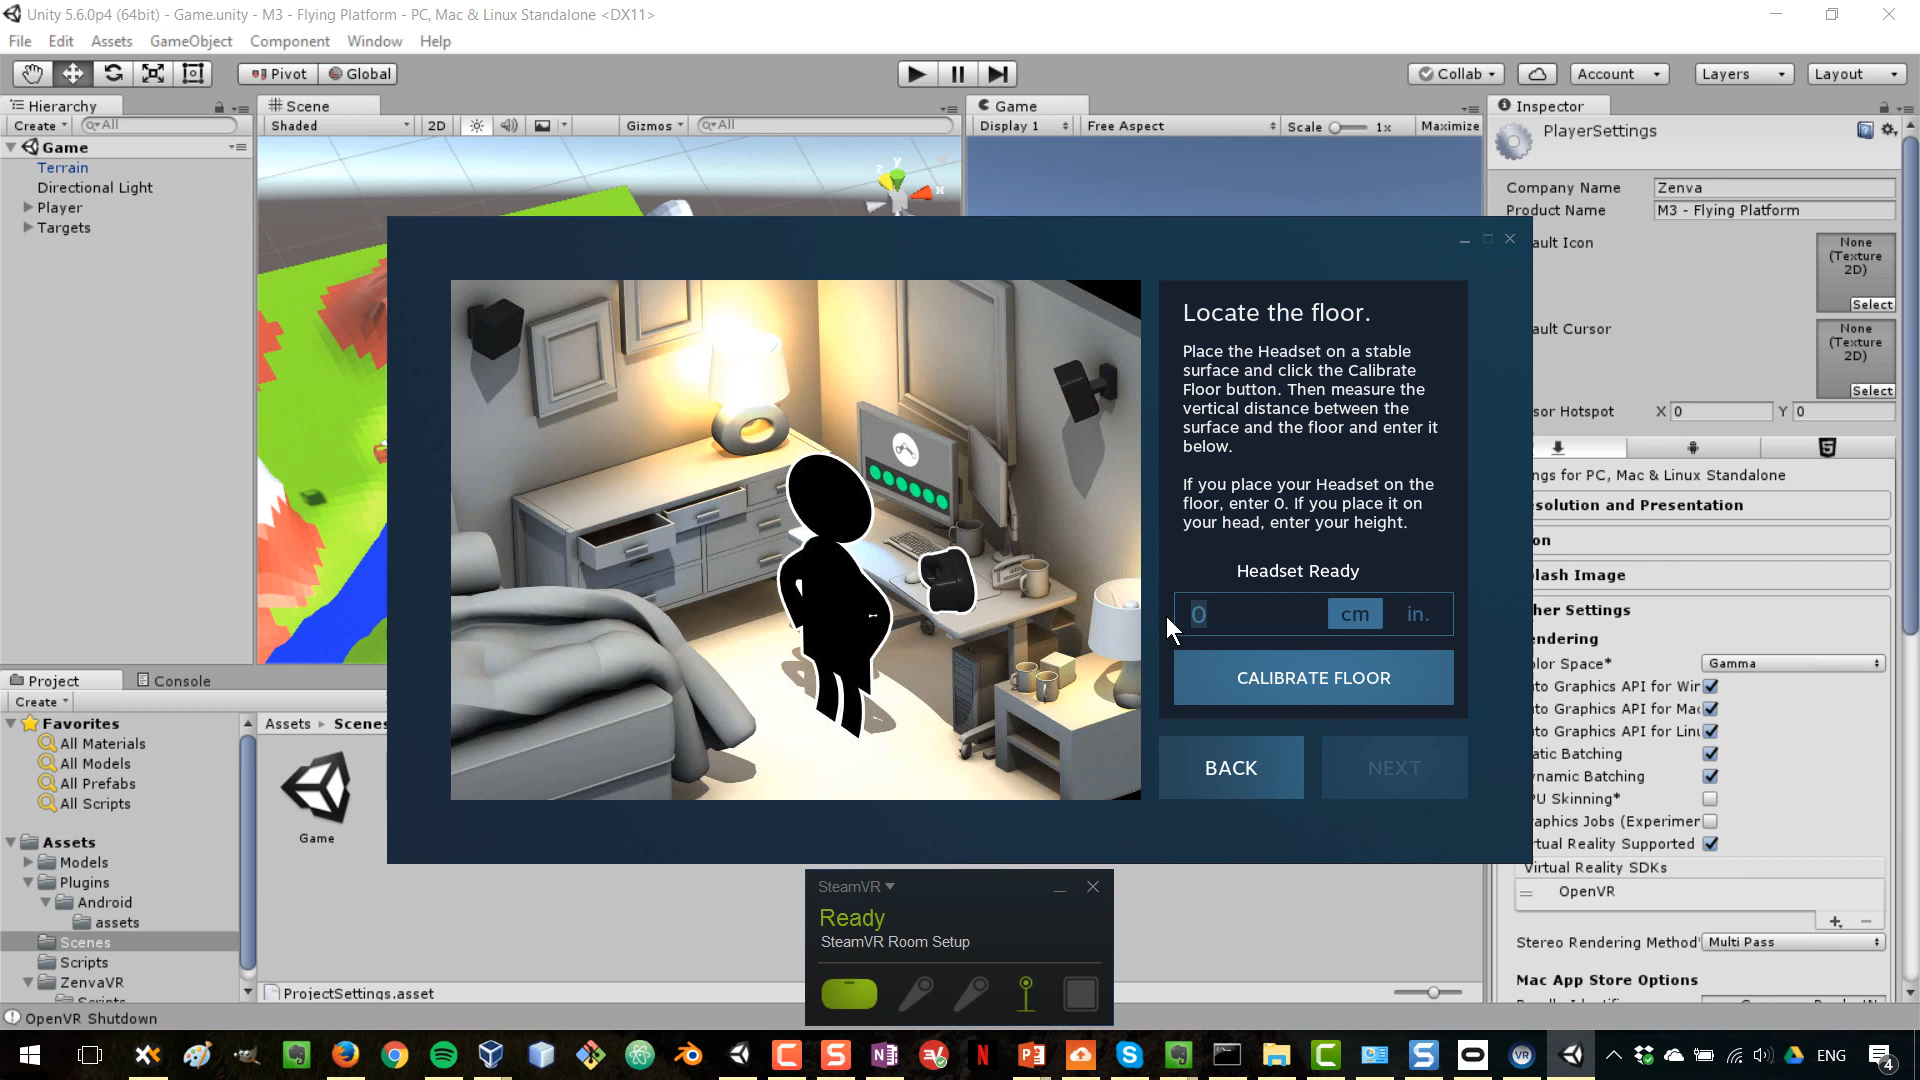 Unity 5.6.0p4 (64bit) - Game.unity - M3 - Flying Platform - PC, Mac & Linux Standalone <DX11>
File Edit Assets GameObject Component Window Help
Pivot Global Collab Account Layers Layout
Hierarchy Scene Game Inspector
Create All Shaded 2D Gizmos All Display 1 Free Aspect Scale 1x Maximize
PlayerSettings
Game
Terrain
Directional Light
Player
Targets
y
z
x
Company Name Zenva
Product Name M3 - Flying Platform
ault Icon
None
(Texture
2D)
Select
ault Cursor
None
(Texture
2D)
Select
sor Hotspot X 0 Y 0
ngs for PC, Mac & Linux Standalone
solution and Presentation
on
lash Image
her Settings
ndering
lor Space* Gamma
uto Graphics API for Wir
uto Graphics API for Mac
uto Graphics API for Linu
atic Batching
namic Batching
U Skinning*
aphics Jobs (Experimer
rtual Reality Supported
Virtual Reality SDKs
OpenVR
Stereo Rendering Method* Multi Pass
Mac App Store Options
Locate the floor.
Place the Headset on a stable
surface and click the Calibrate
Floor button. Then measure the
vertical distance between the
surface and the floor and enter it
below.
If you place your Headset on the
floor, enter 0. If you place it on
your head, enter your height.
Headset Ready
0 cm in.
CALIBRATE FLOOR
BACK NEXT
Project Console
Create
Favorites
All Materials
All Models
All Prefabs
All Scripts
Assets
Models
Plugins
Android
assets
Scenes
Scripts
ZenvaVR
Scripts
Assets Scenes
Game
ProjectSettings.asset
SteamVR
Ready
SteamVR Room Setup
OpenVR Shutdown
ENG
4